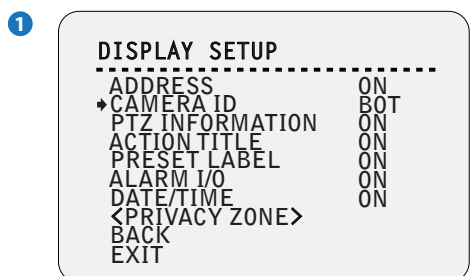 1
DISPLAY SETUP
ADDRESS ON
CAMERA ID BOT
PTZ INFORMATION ON
ACTION TITLE ON
PRESET LABEL ON
ALARM I/O ON
DATE/TIME ON
<PRIVACY ZONE>
BACK
EXIT